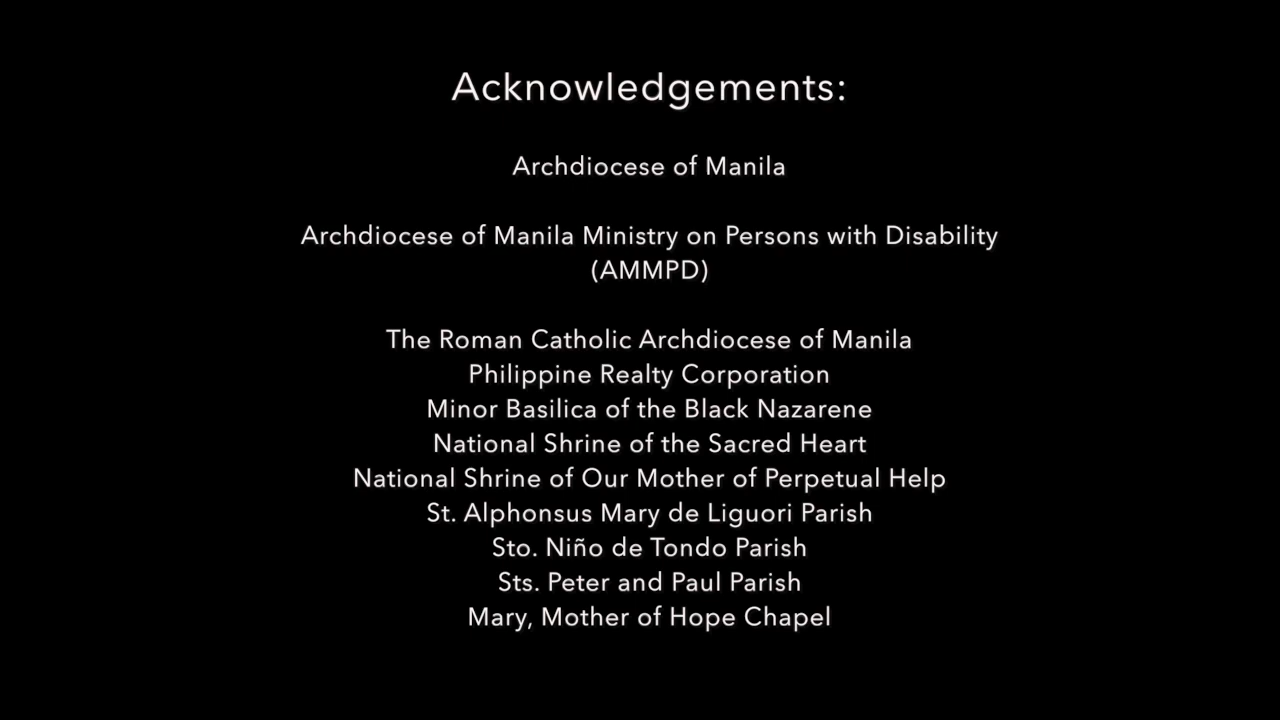 Acknowledgements:
Archdiocese of Manila
Archdiocese of Manila Ministry on Persons with Disability
(AMMPD)
The Roman Catholic Archdiocese of Manila
Philippine Realty Corporation
Minor Basilica of the Black Nazarene
National Shrine of the Sacred Heart
National Shrine of Our Mother of Perpetual Help
St. Alphonsus Mary de Liguori Parish
Sto. Niño de Tondo Parish
Sts. Peter and Paul Parish
Mary, Mother of Hope Chapel